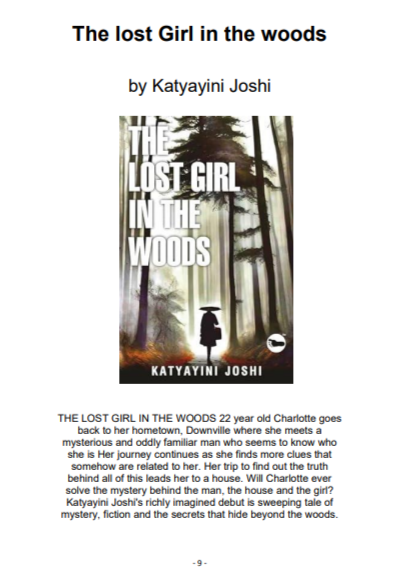 The lost Girl in the woods
by Katyayini Joshi
THE
LOST GIRL
IN THE
WOODS
KATYAYINI JOSHI
THE LOST GIRL IN THE WOODS 22 year old Charlotte goes
back to her hometown, Downville where she meets a
mysterious and oddly familiar man who seems to know who
she is Her journey continues as she finds more clues that
somehow are related to her. Her trip to find out the truth
behind all of this leads her to a house. Will Charlotte ever
solve the mystery behind the man, the house and the girl?
Katyayini Joshi's richly imagined debut is sweeping tale of
mystery, fiction and the secrets that hide beyond the woods.
- 9 -